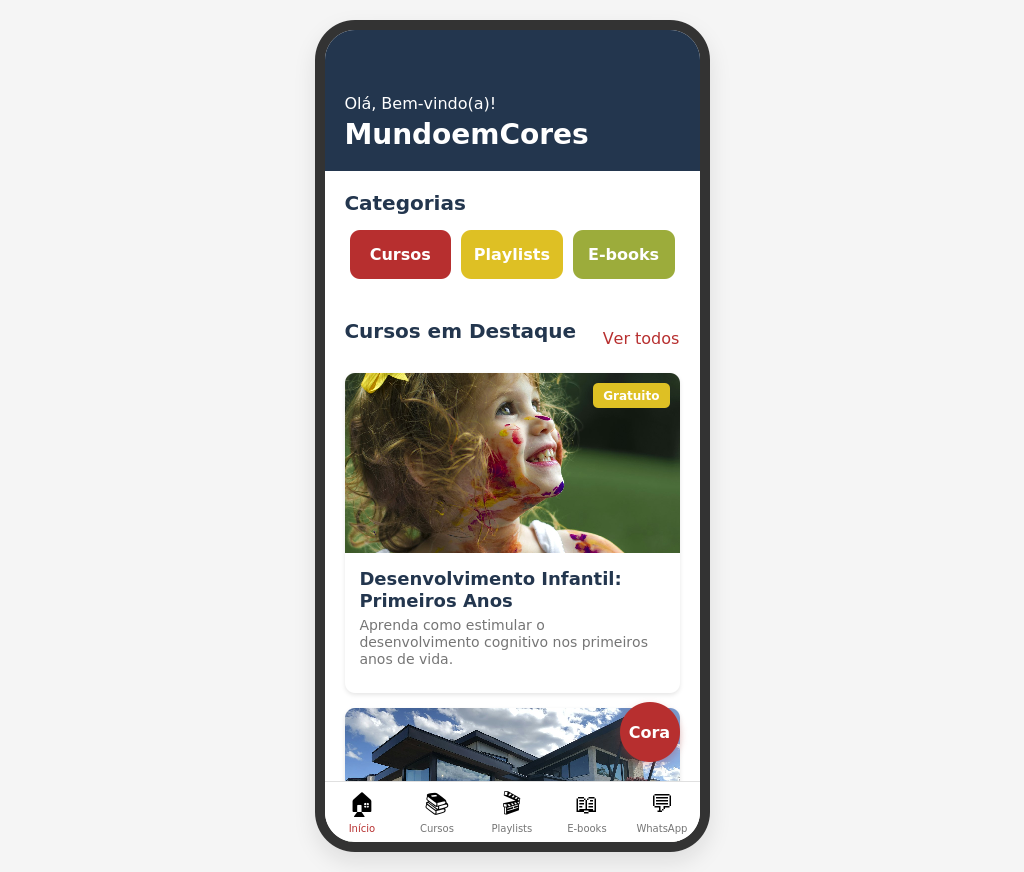 Olá, Bem-vindo(a)!
MundoemCores
Categorias
Cursos
Playlists
E-books
Cursos em Destaque
Ver todos
Gratuito
Desenvolvimento Infantil:
Primeiros Anos
Aprenda como estimular o
desenvolvimento cognitivo nos primeiros
anos de vida.
Cora
Início
Cursos
Playlists
E-books
WhatsApp